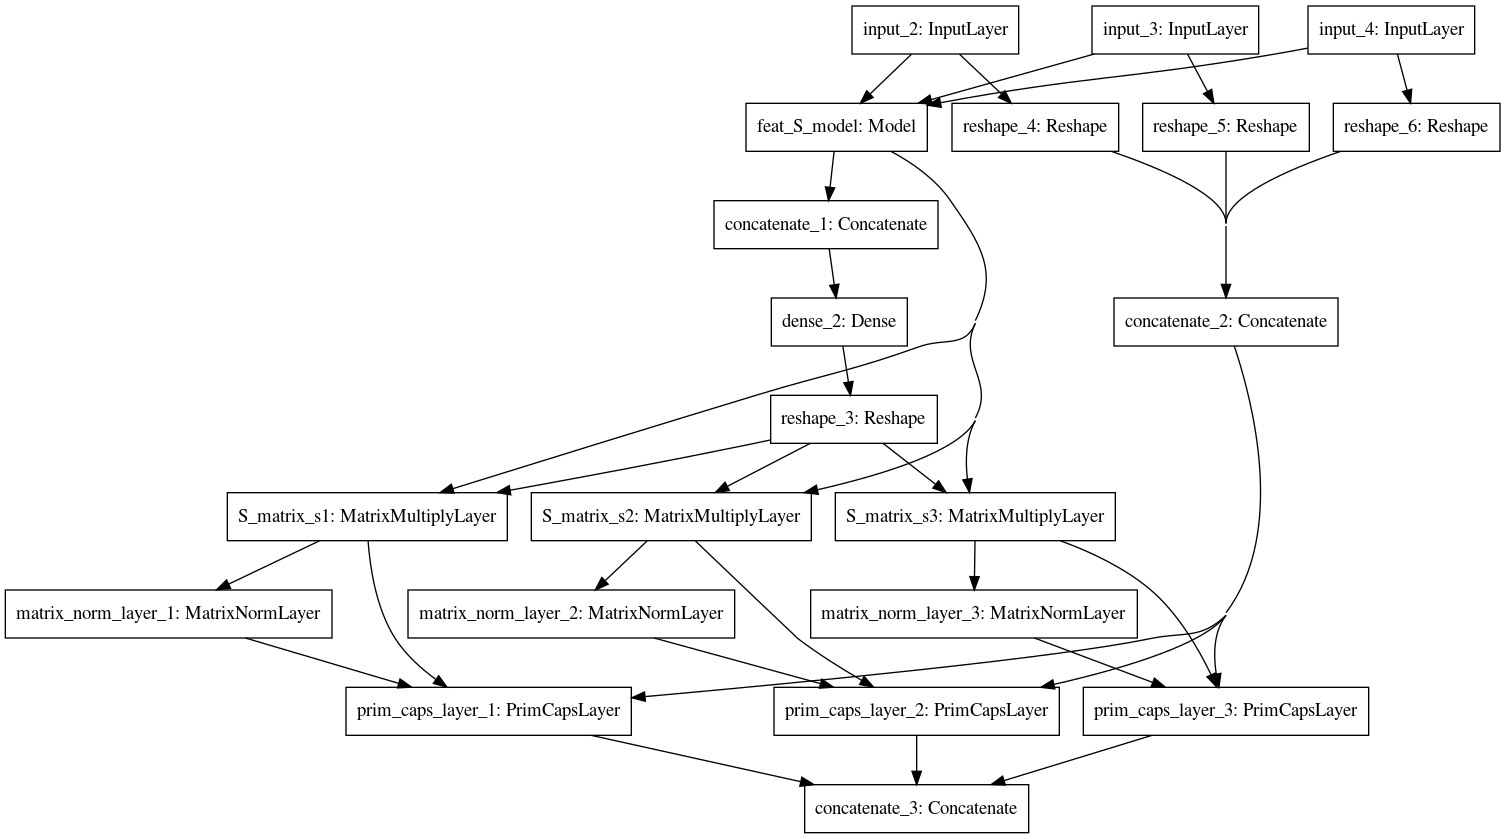 input_2: InputLayer
input_3: InputLayer
input_4: InputLayer
feat_S_model: Model
reshape_4: Reshape
reshape_5: Reshape
reshape_6: Reshape
concatenate_1: Concatenate
dense_2: Dense
concatenate_2: Concatenate
reshape_3: Reshape
S_matrix_s1: MatrixMultiplyLayer
S_matrix_s2: MatrixMultiplyLayer
S_matrix_s3: MatrixMultiplyLayer
matrix_norm_layer_1: MatrixNormLayer
matrix_norm_layer_2: MatrixNormLayer
matrix_norm_layer_3: MatrixNormLayer
prim_caps_layer_1: PrimCapsLayer
prim_caps_layer_2: PrimCapsLayer
prim_caps_layer_3: PrimCapsLayer
concatenate_3: Concatenate